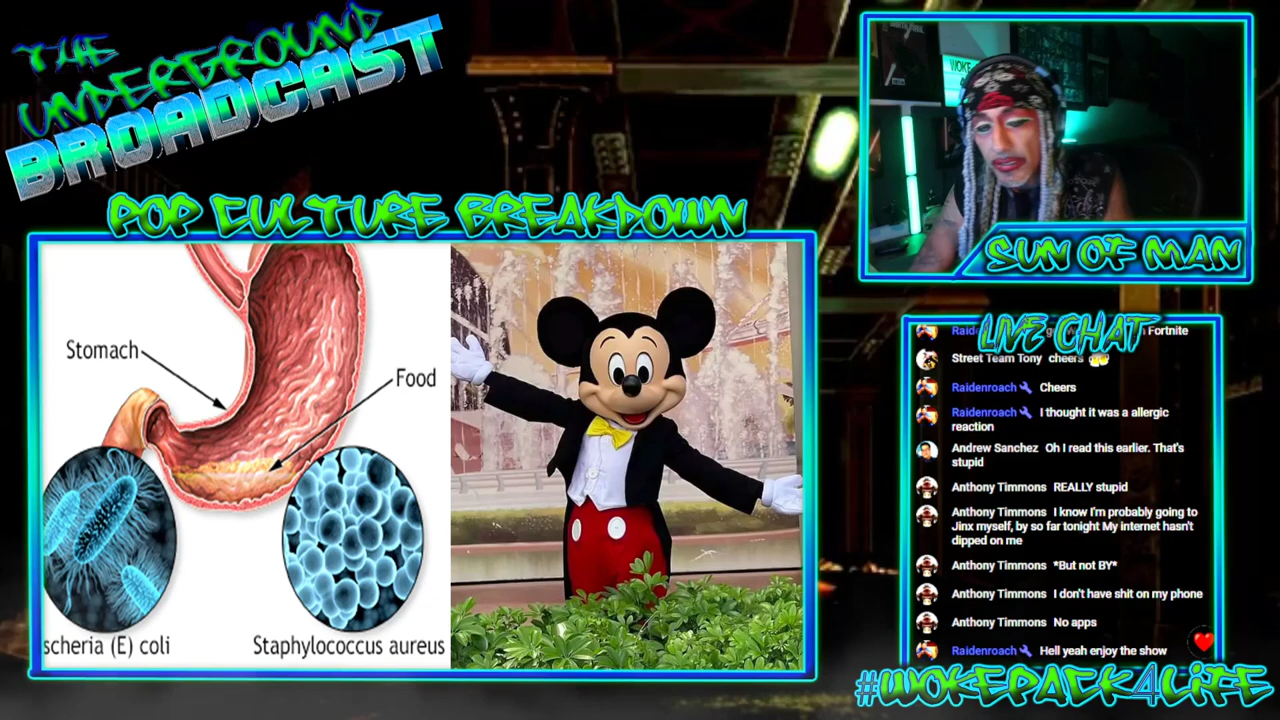 THE
UNDERGROUND
BROADCAST
POP CULTURE BREAKDOWN
Stomach
Food
scheria (E) coli
Staphylococcus aureus
WOKE
SUN OF MAN
LIVE CHAT
Fortnite
Street Team Tony cheers
Raidenroach Cheers
Raidenroach I thought it was a allergic
reaction
Andrew Sanchez Oh I read this earlier. That's
stupid
Anthony Timmons REALLY stupid
Anthony Timmons I know I'm probably going to
Jinx myself, by so far tonight My internet hasn't
dipped on me
Anthony Timmons *But not BY*
Anthony Timmons I don't have shit on my phone
Anthony Timmons No apps
Raidenroach Hell yeah enjoy the show
#WOKEPACK4LIFE